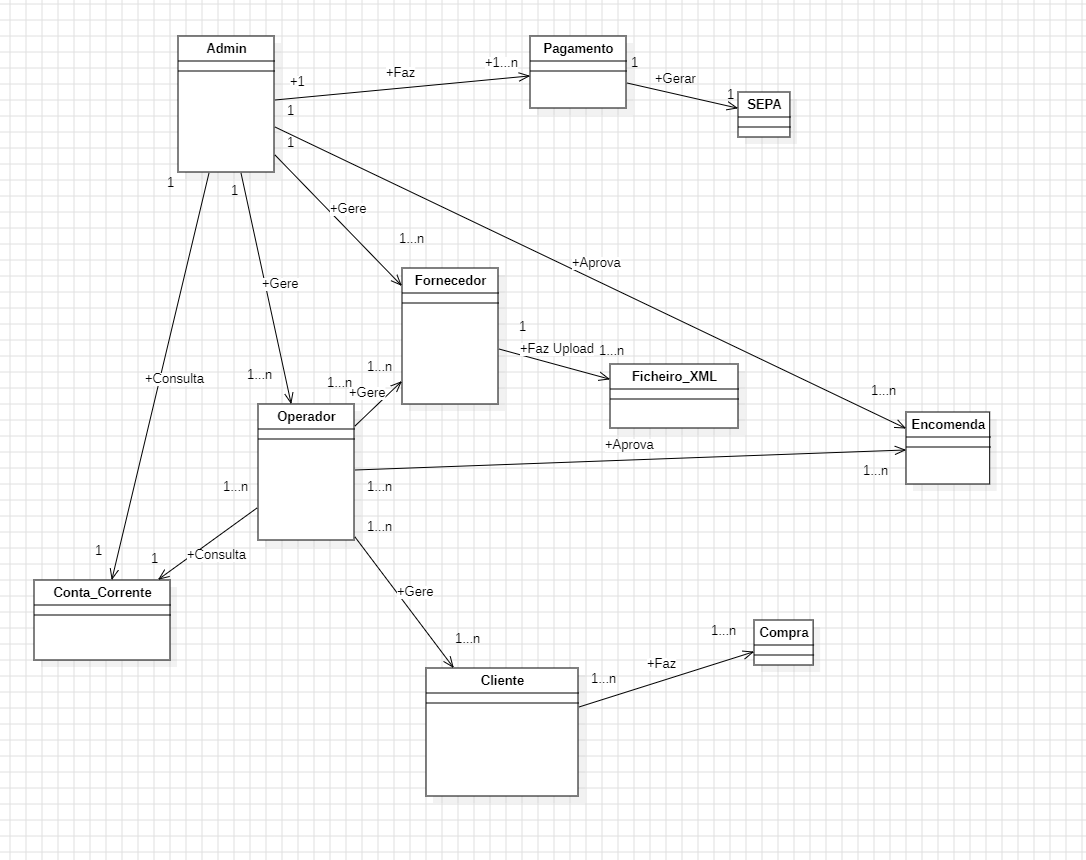 Admin
Pagamento
+Faz
+1...n
1
+1
+Gerar
1
SEPA
1
1
1
1
+Gere
1...n
+Aprova
Fornecedor
+Gere
1
+Faz Upload
1...n
Ficheiro_XML
1...n
1...n
1...n
+Gere
+Consulta
1...n
Operador
Encomenda
+Aprova
1...n
1...n
1...n
1...n
1
1
+Consulta
Conta_Corrente
+Gere
1...n
Compra
1...n
+Faz
1...n
Cliente